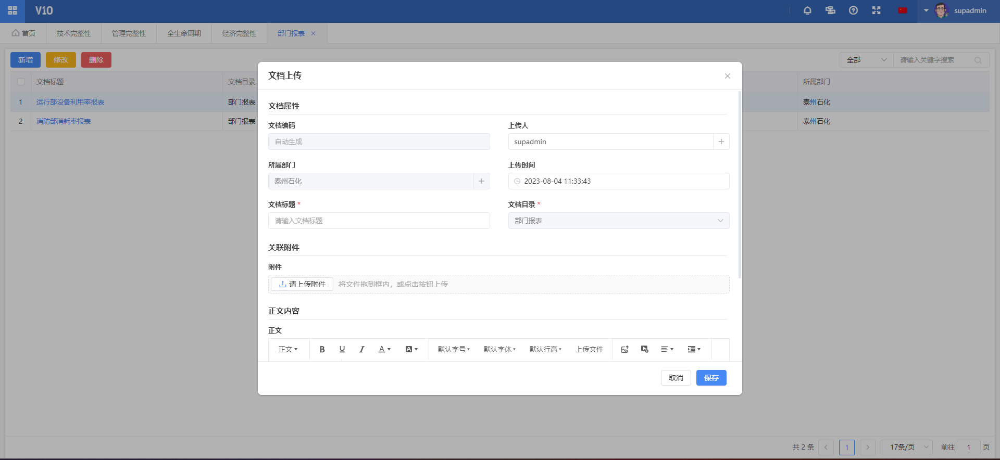 V10
supadmin
首页 技术完整性 管理完整性 全生命周期 经济完整性 部门报表
新增 修改 删除 全部 请输入关键字搜索
文档标题 文档目录 所属部门
1 运行部设备利用率报表 部门报表 泰州石化
2 消防部消耗率报表 部门报表 泰州石化
文档上传
文档属性
文档编码 上传人
自动生成 supadmin
所属部门 上传时间
泰州石化 2023-08-04 11:33:43
文档标题 * 文档目录 *
请输入文档标题 部门报表
关联附件
附件
请上传附件 将文件拖到框内，或点击按钮上传
正文内容
正文
正文 B U I A A 默认字号 默认字体 默认行高 上传文件
取消 保存
共 2 条 1 17条/页 前往 1 页